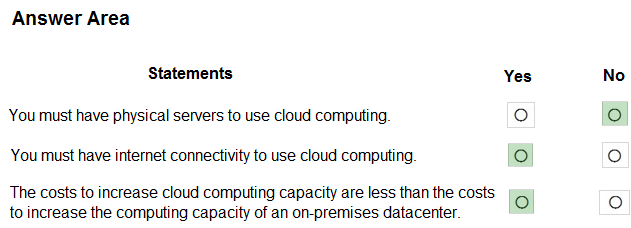 Answer Area
Statements Yes No
You must have physical servers to use cloud computing.
You must have internet connectivity to use cloud computing.
The costs to increase cloud computing capacity are less than the costs
to increase the computing capacity of an on-premises datacenter.